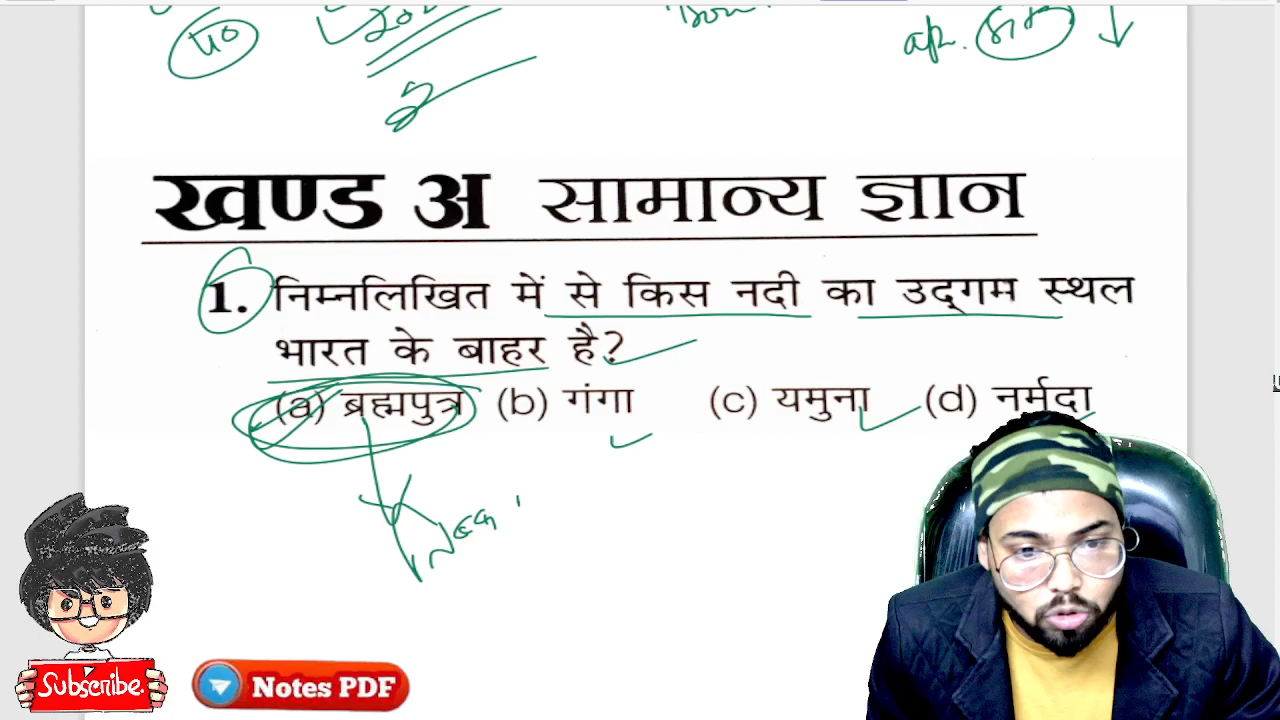 खण्ड अ सामान्य ज्ञान
1. निम्नलिखित में से किस नदी का उद्गम स्थल
भारत के बाहर है?
(a) ब्रह्मपुत्र (b) गंगा (c) यमुना (d) नर्मदा
Subscribe.
Notes PDF